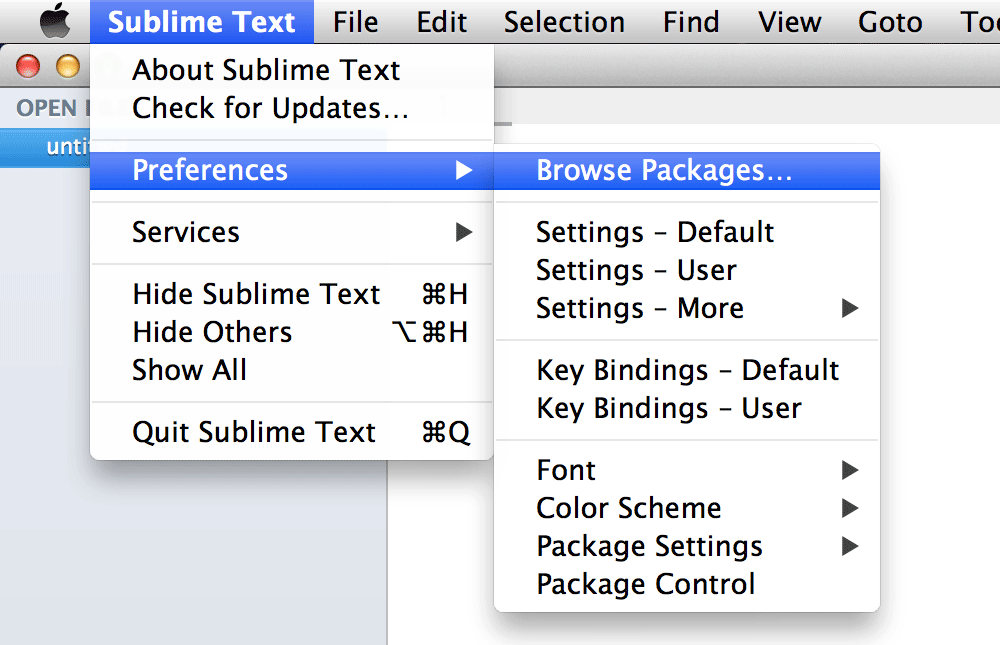 Sublime Text File Edit Selection Find View Goto
About Sublime Text
Check for Updates...
OPEN
Preferences ▶
Services ▶
Hide Sublime Text ⌘H
Hide Others ⌥⌘H
Show All
Quit Sublime Text ⌘Q
Browse Packages...
Settings – Default
Settings – User
Settings – More ▶
Key Bindings – Default
Key Bindings – User
Font ▶
Color Scheme ▶
Package Settings ▶
Package Control